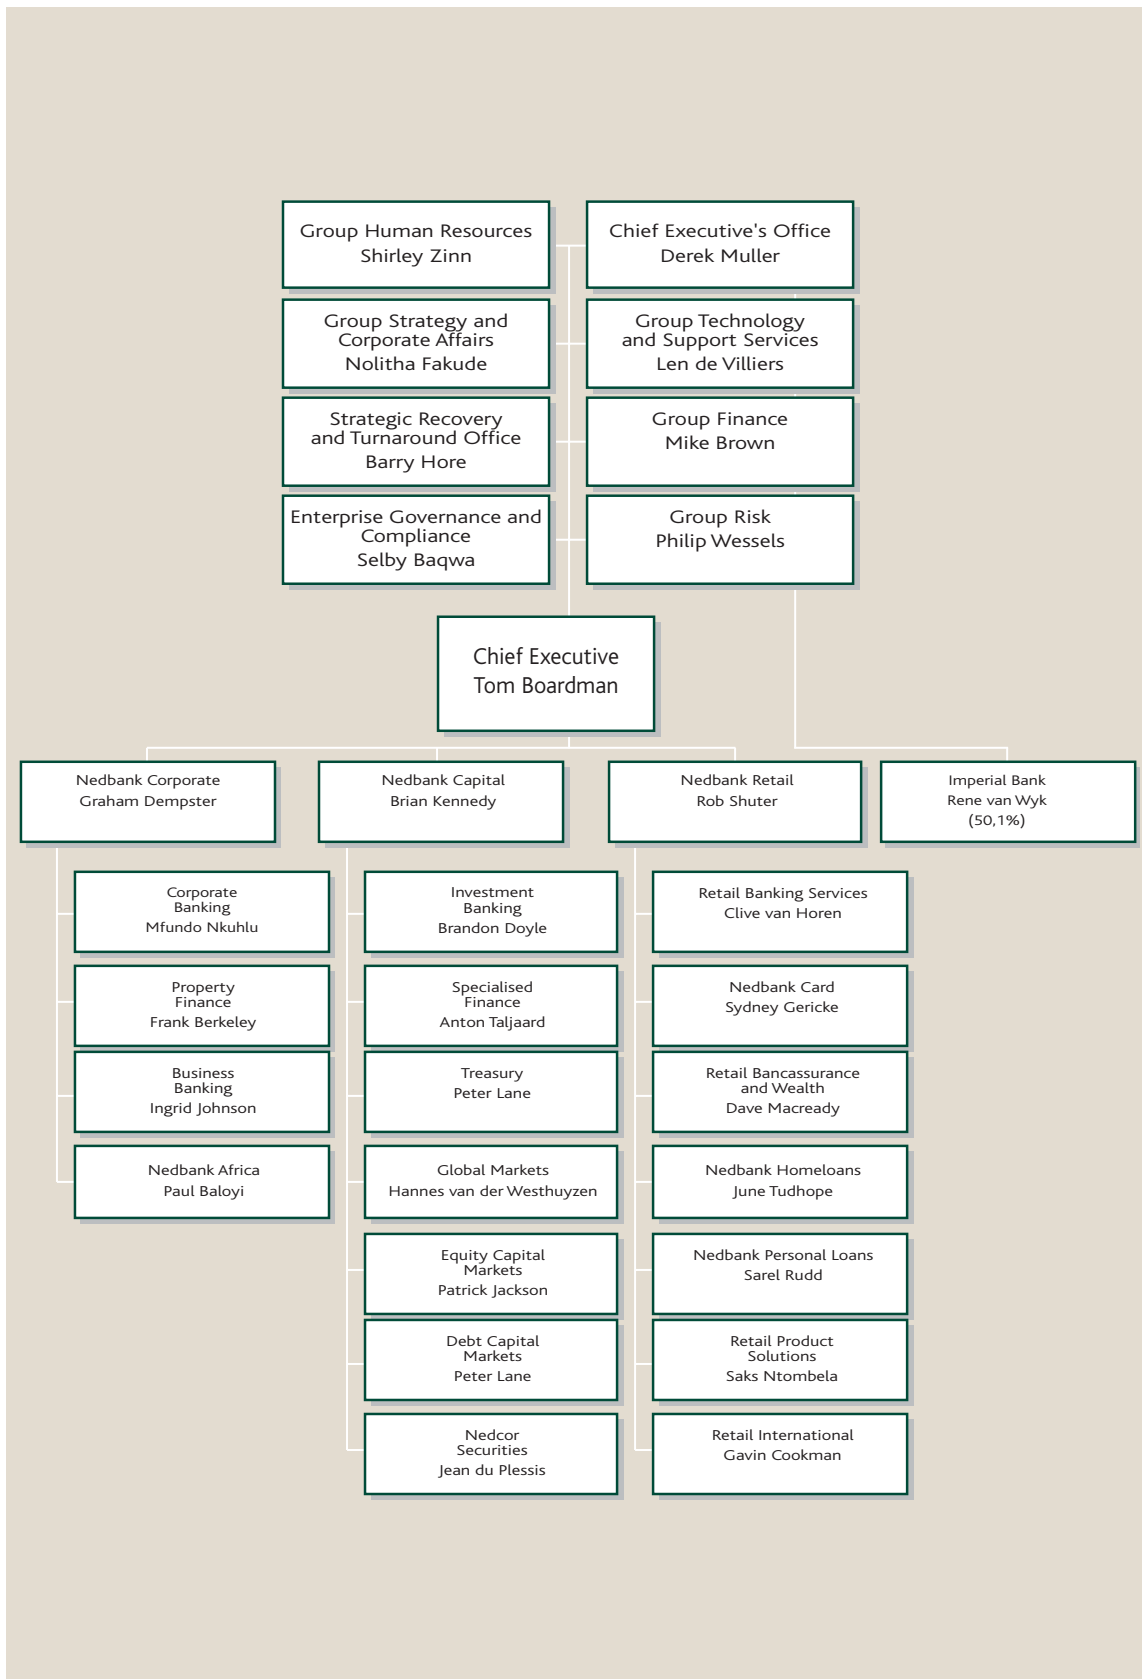 Group Human Resources
Shirley Zinn
Chief Executive's Office
Derek Muller
Group Strategy and
Corporate Affairs
Nolitha Fakude
Group Technology
and Support Services
Len de Villiers
Strategic Recovery
and Turnaround Office
Barry Hore
Group Finance
Mike Brown
Enterprise Governance and
Compliance
Selby Baqwa
Group Risk
Philip Wessels
Chief Executive
Tom Boardman
Nedbank Corporate
Graham Dempster
Nedbank Capital
Brian Kennedy
Nedbank Retail
Rob Shuter
Imperial Bank
Rene van Wyk
(50,1%)
Corporate
Banking
Mfundo Nkuhlu
Property
Finance
Frank Berkeley
Business
Banking
Ingrid Johnson
Nedbank Africa
Paul Baloyi
Investment
Banking
Brandon Doyle
Specialised
Finance
Anton Taljaard
Treasury
Peter Lane
Global Markets
Hannes van der Westhuyzen
Equity Capital
Markets
Patrick Jackson
Debt Capital
Markets
Peter Lane
Nedcor
Securities
Jean du Plessis
Retail Banking Services
Clive van Horen
Nedbank Card
Sydney Gericke
Retail Bancassurance
and Wealth
Dave Macready
Nedbank Homeloans
June Tudhope
Nedbank Personal Loans
Sarel Rudd
Retail Product
Solutions
Saks Ntombela
Retail International
Gavin Cookman